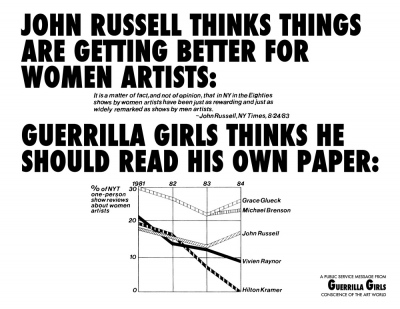 JOHN RUSSELL THINKS THINGS
ARE GETTING BETTER FOR
WOMEN ARTISTS:
It is a matter of fact, and not of opinion, that in NY in the Eighties
shows by women artists have been just as rewarding and just as
widely remarked as shows by men artists.
–John Russell, NY Times, 8/24/83
GUERRILLA GIRLS THINKS HE
SHOULD READ HIS OWN PAPER:
% of NYT
one-person
show reviews
about women
artists
1981 82 83 84
30
20
10
0
Grace Glueck
Michael Brenson
John Russell
Vivien Raynor
Hilton Kramer
A PUBLIC SERVICE MESSAGE FROM
GUERRILLA GIRLS
CONSCIENCE OF THE ART WORLD